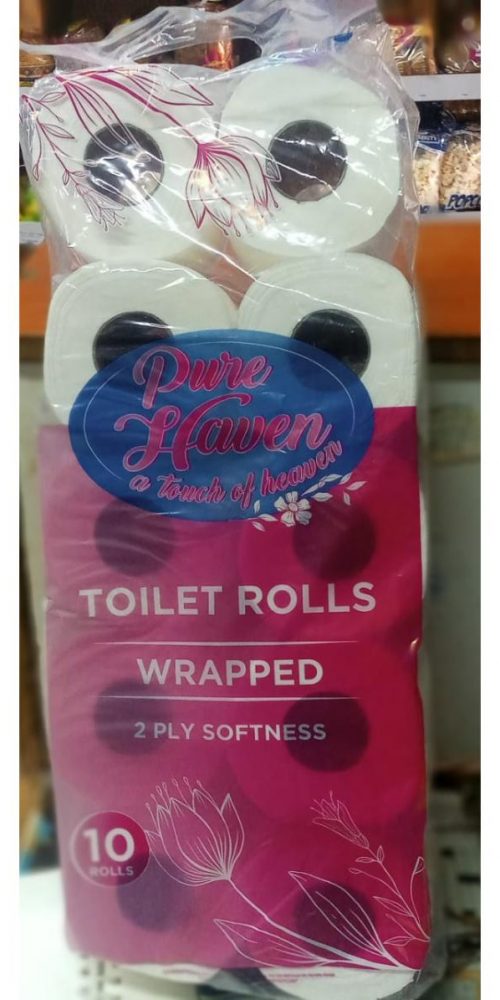 Pure
Haven
a touch of heaven
TOILET ROLLS
WRAPPED
2 PLY SOFTNESS
10
ROLLS